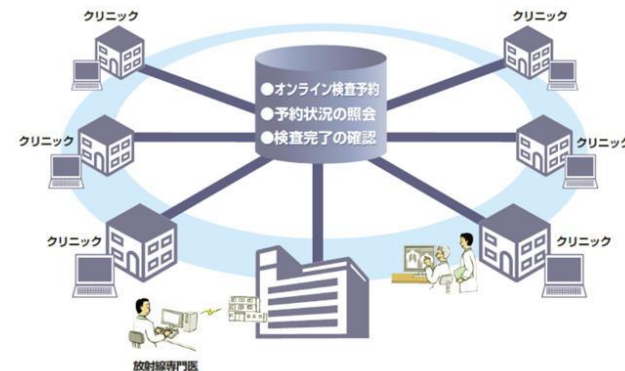 クリニック
クリニック
●オンライン検査予約
●予約状況の照会
●検査完了の確認
クリニック
クリニック
クリニック
クリニック
放射線専門医